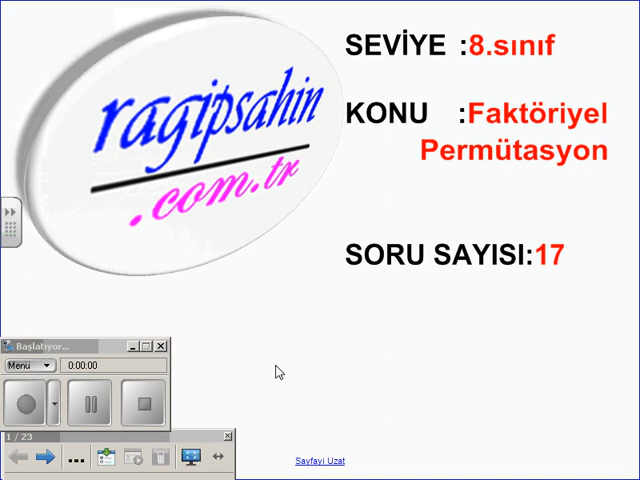 ragipsahin
.com.tr
SEVİYE :8.sınıf
KONU :Faktöriyel
Permütasyon
SORU SAYISI:17
Başlatıyor...
Menü 0:00:00
1 / 23
...
Sayfayi Uzat